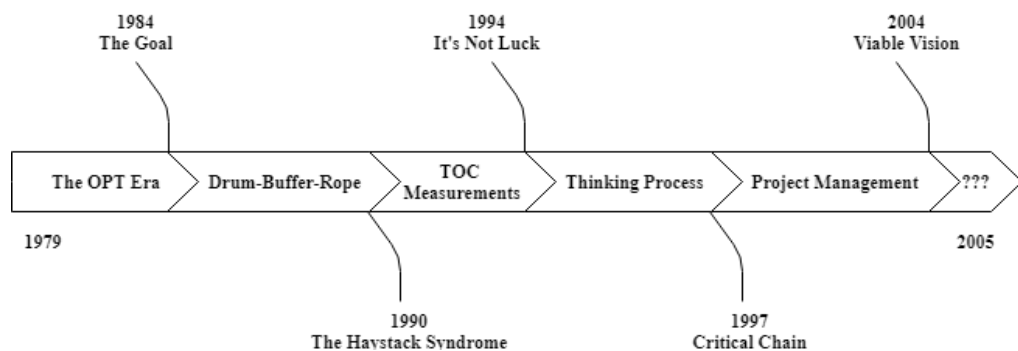 1984
The Goal
1994
It's Not Luck
2004
Viable Vision
The OPT Era
Drum-Buffer-Rope
TOC
Measurements
Thinking Process
Project Management
???
1979
2005
1990
The Haystack Syndrome
1997
Critical Chain